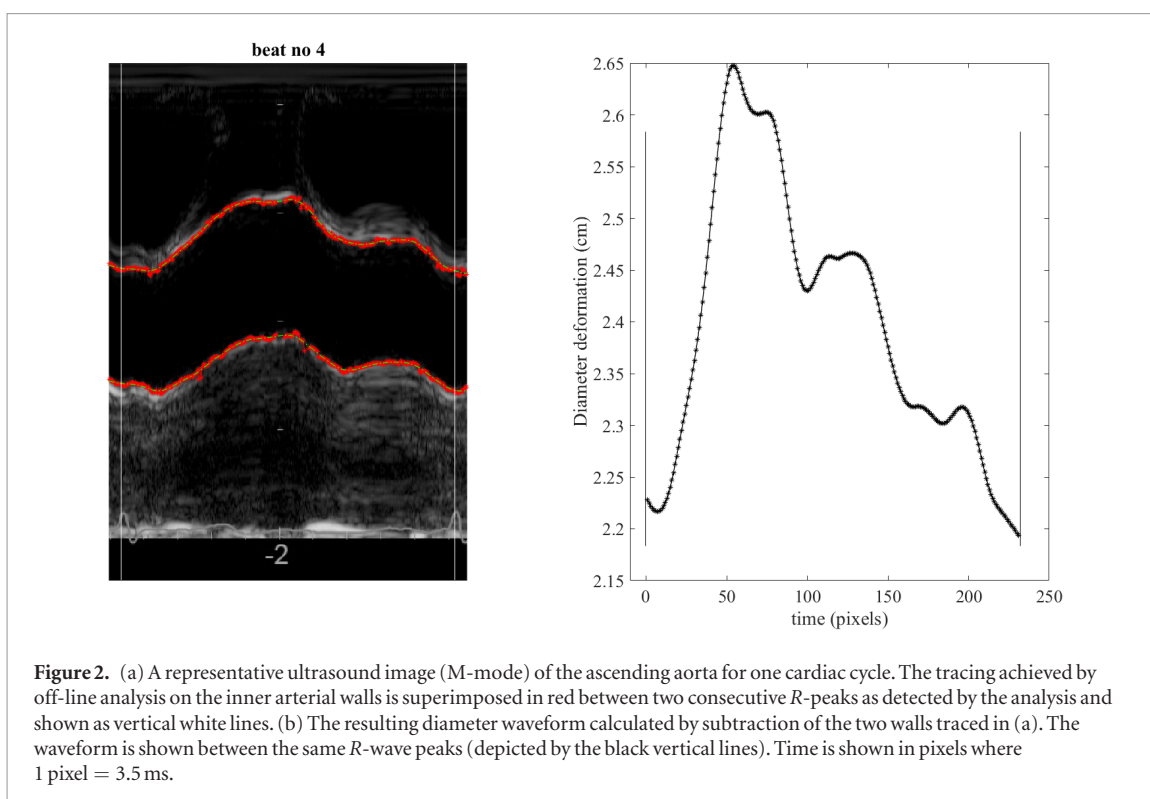 beat no 4
-2
2.65
2.6
2.55
2.5
2.45
2.4
2.35
2.3
2.25
2.2
2.15
Diameter deformation (cm)
0 50 100 150 200 250
time (pixels)
Figure 2. (a) A representative ultrasound image (M-mode) of the ascending aorta for one cardiac cycle. The tracing achieved by
off-line analysis on the inner arterial walls is superimposed in red between two consecutive R-peaks as detected by the analysis and
shown as vertical white lines. (b) The resulting diameter waveform calculated by subtraction of the two walls traced in (a). The
waveform is shown between the same R-wave peaks (depicted by the black vertical lines). Time is shown in pixels where
1 pixel = 3.5 ms.